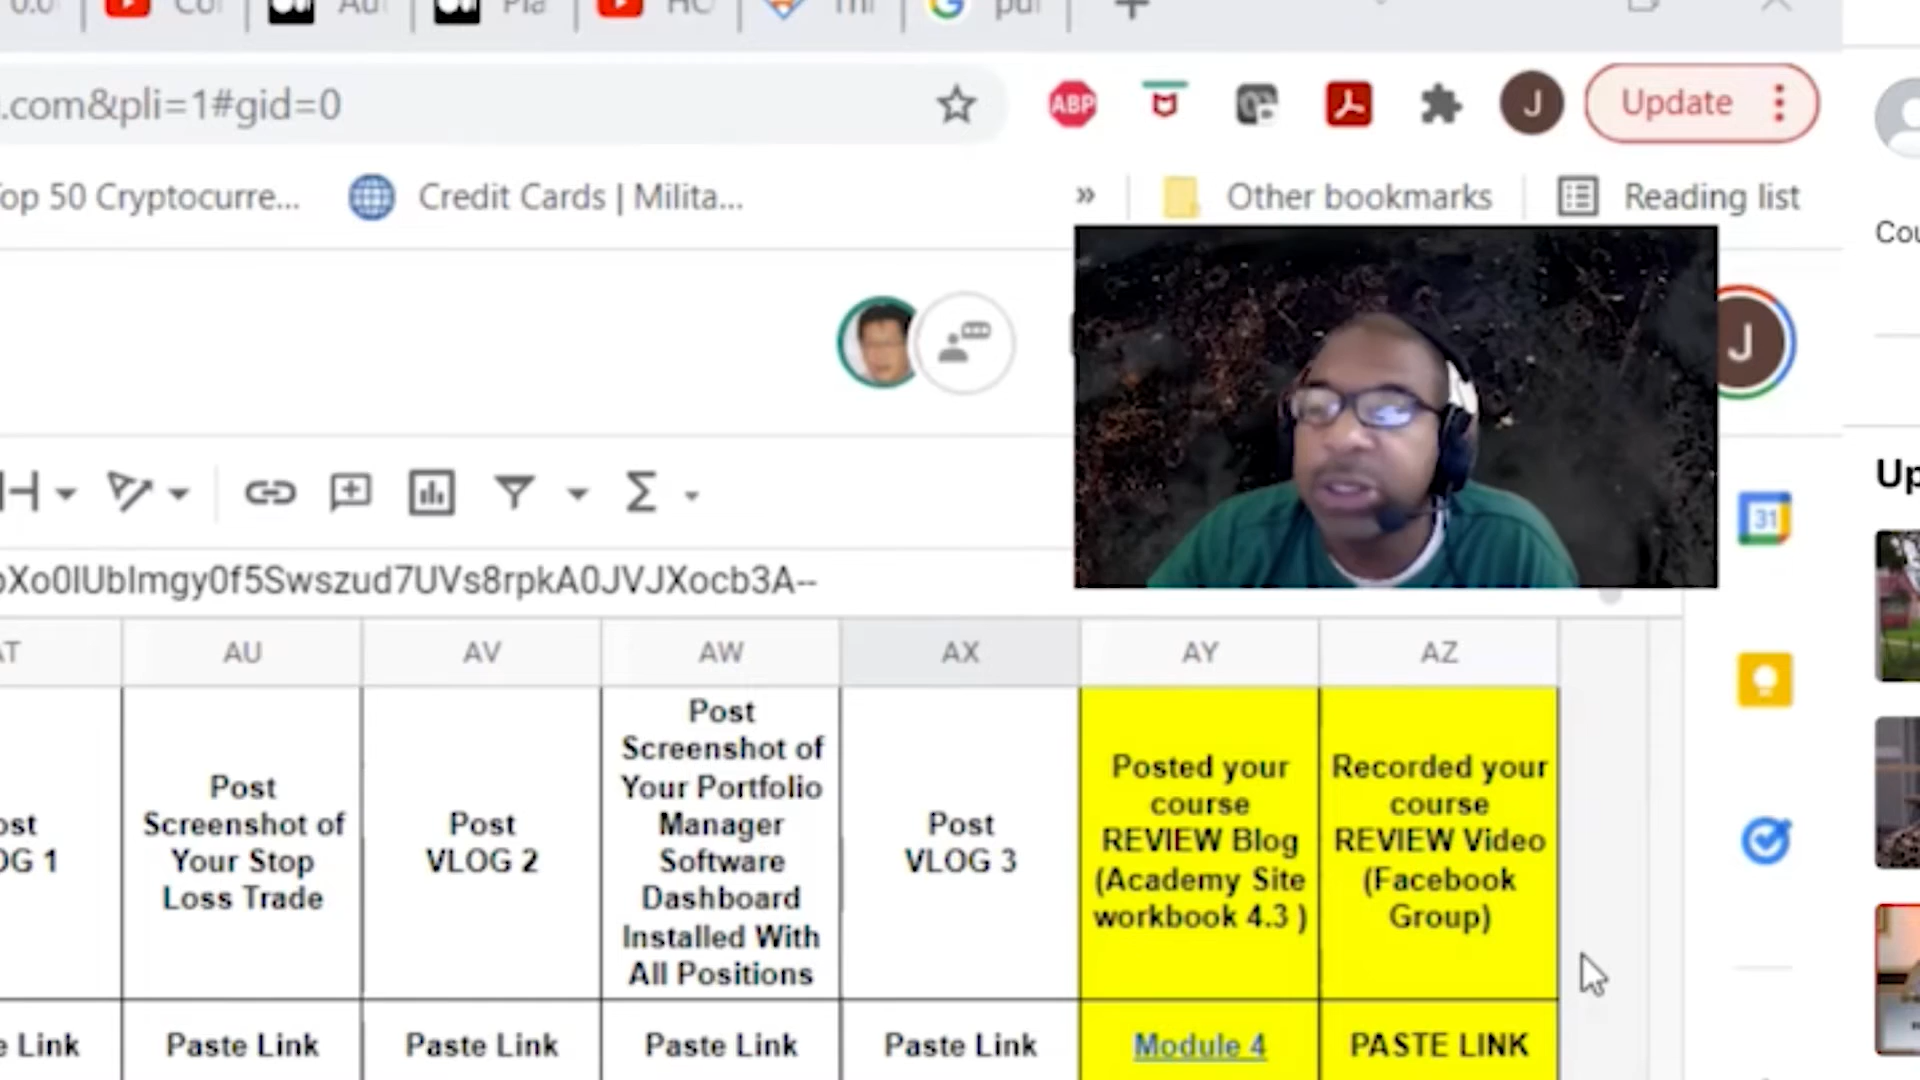 .com&pli=1#gid=0
ABP
J
Update
op 50 Cryptocurre...
Credit Cards | Milita...
»
Other bookmarks
Reading list
J
31
Xo0IUbImgy0f5Swszud7UVs8rpkA0JVJXocb3A--
AU
AV
AW
AX
AY
AZ
OG 1
Post
Screenshot of
Your Stop
Loss Trade
Post
VLOG 2
Post
Screenshot of
Your Portfolio
Manager
Software
Dashboard
Installed With
All Positions
Post
VLOG 3
Posted your
course
REVIEW Blog
(Academy Site
workbook 4.3 )
Recorded your
course
REVIEW Video
(Facebook
Group)
Link
Paste Link
Paste Link
Paste Link
Paste Link
Module 4
PASTE LINK